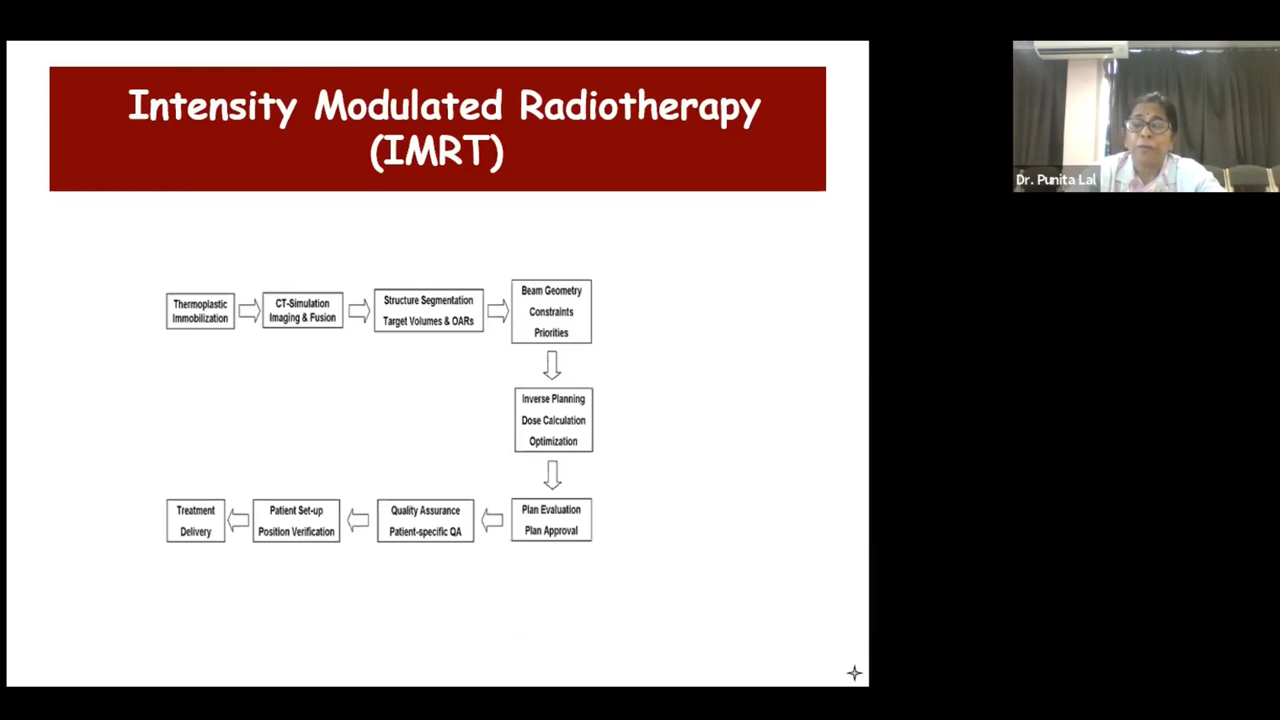 Intensity Modulated Radiotherapy
(IMRT)
Dr. Punita Lal
Thermoplastic
Immobilization
CT-Simulation
Imaging & Fusion
Structure Segmentation
Target Volumes & OARs
Beam Geometry
Constraints
Priorities
Inverse Planning
Dose Calculation
Optimization
Plan Evaluation
Plan Approval
Quality Assurance
Patient-specific QA
Patient Set-up
Position Verification
Treatment
Delivery